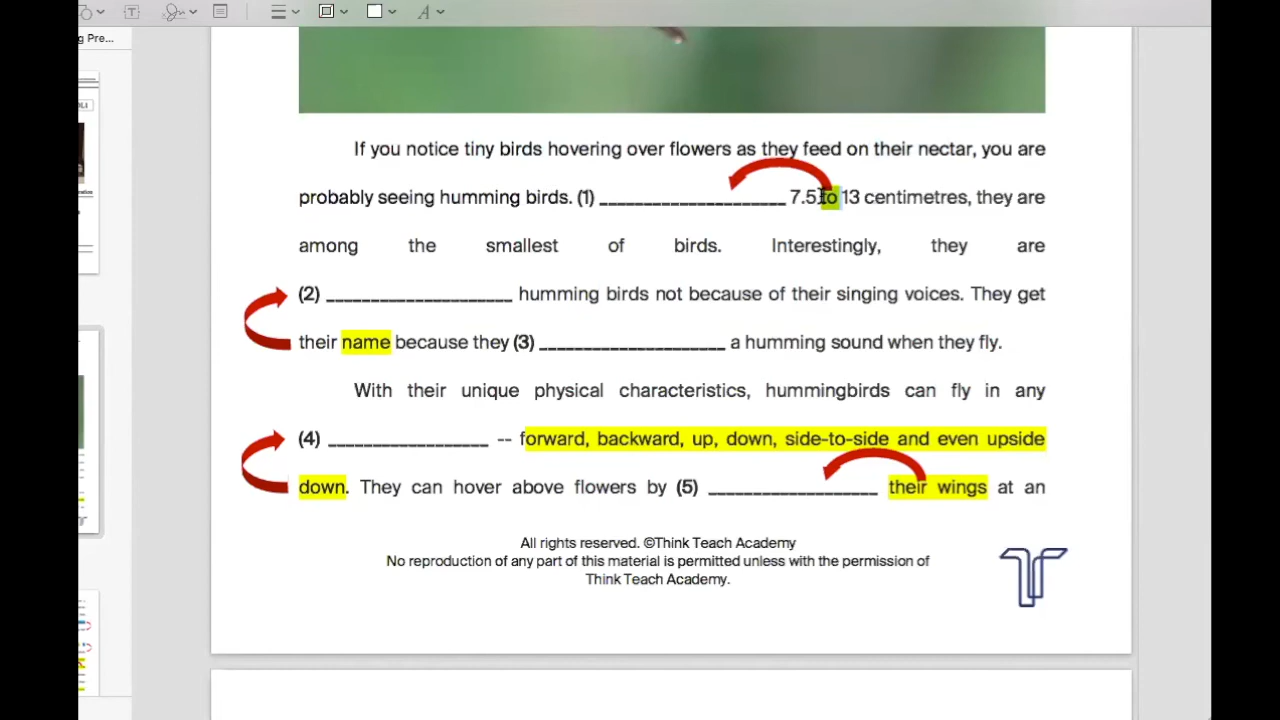 g Pre...
If you notice tiny birds hovering over flowers as they feed on their nectar, you are
probably seeing humming birds. (1) _____________________ 7.5 to 13 centimetres, they are
among the smallest of birds. Interestingly, they are
(2) _____________________ humming birds not because of their singing voices. They get
their name because they (3) _____________________ a humming sound when they fly.
With their unique physical characteristics, hummingbirds can fly in any
(4) __________________ -- forward, backward, up, down, side-to-side and even upside
down. They can hover above flowers by (5) ___________________ their wings at an
All rights reserved. ©Think Teach Academy
No reproduction of any part of this material is permitted unless with the permission of
Think Teach Academy.